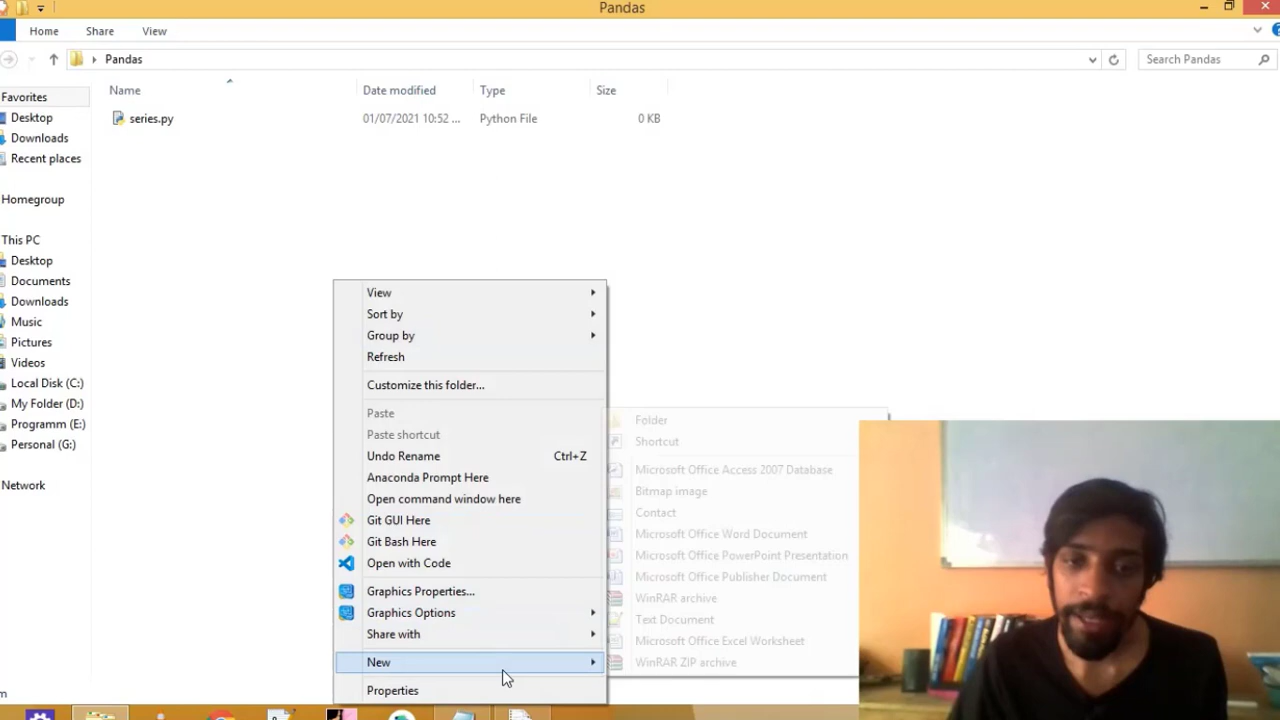 Pandas
Home
Share
View
Pandas
Search Pandas
Name
Date modified
Type
Size
series.py
01/07/2021 10:52 ...
Python File
0 KB
Favorites
Desktop
Downloads
Recent places
Homegroup
This PC
Desktop
Documents
Downloads
Music
Pictures
Videos
Local Disk (C:)
My Folder (D:)
Programm (E:)
Personal (G:)
Network
View
Sort by
Group by
Refresh
Customize this folder...
Paste
Paste shortcut
Undo Rename
Ctrl+Z
Anaconda Prompt Here
Open command window here
Git GUI Here
Git Bash Here
Open with Code
Graphics Properties...
Graphics Options
Share with
New
Properties
Folder
Shortcut
Microsoft Office Access 2007 Database
Bitmap image
Contact
Microsoft Office Word Document
Microsoft Office PowerPoint Presentation
Microsoft Office Publisher Document
WinRAR archive
Text Document
Microsoft Office Excel Worksheet
WinRAR ZIP archive